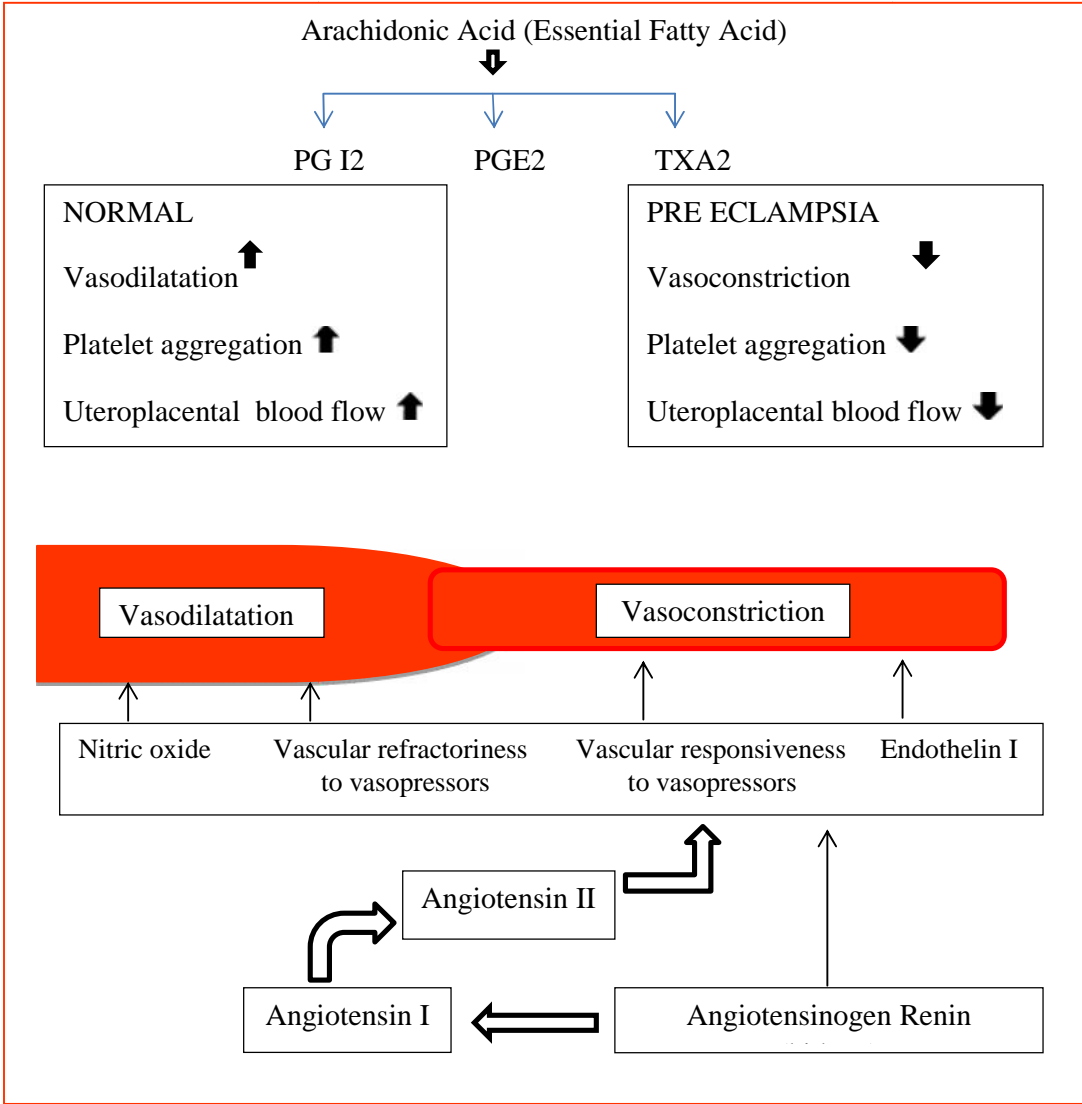 Arachidonic Acid (Essential Fatty Acid)
PG I2
PGE2
TXA2
NORMAL
Vasodilatation
Platelet aggregation
Uteroplacental blood flow
PRE ECLAMPSIA
Vasoconstriction
Platelet aggregation
Uteroplacental blood flow
Vasodilatation
Vasoconstriction
Nitric oxide
Vascular refractoriness
to vasopressors
Vascular responsiveness
to vasopressors
Endothelin I
Angiotensin II
Angiotensin I
Angiotensinogen Renin